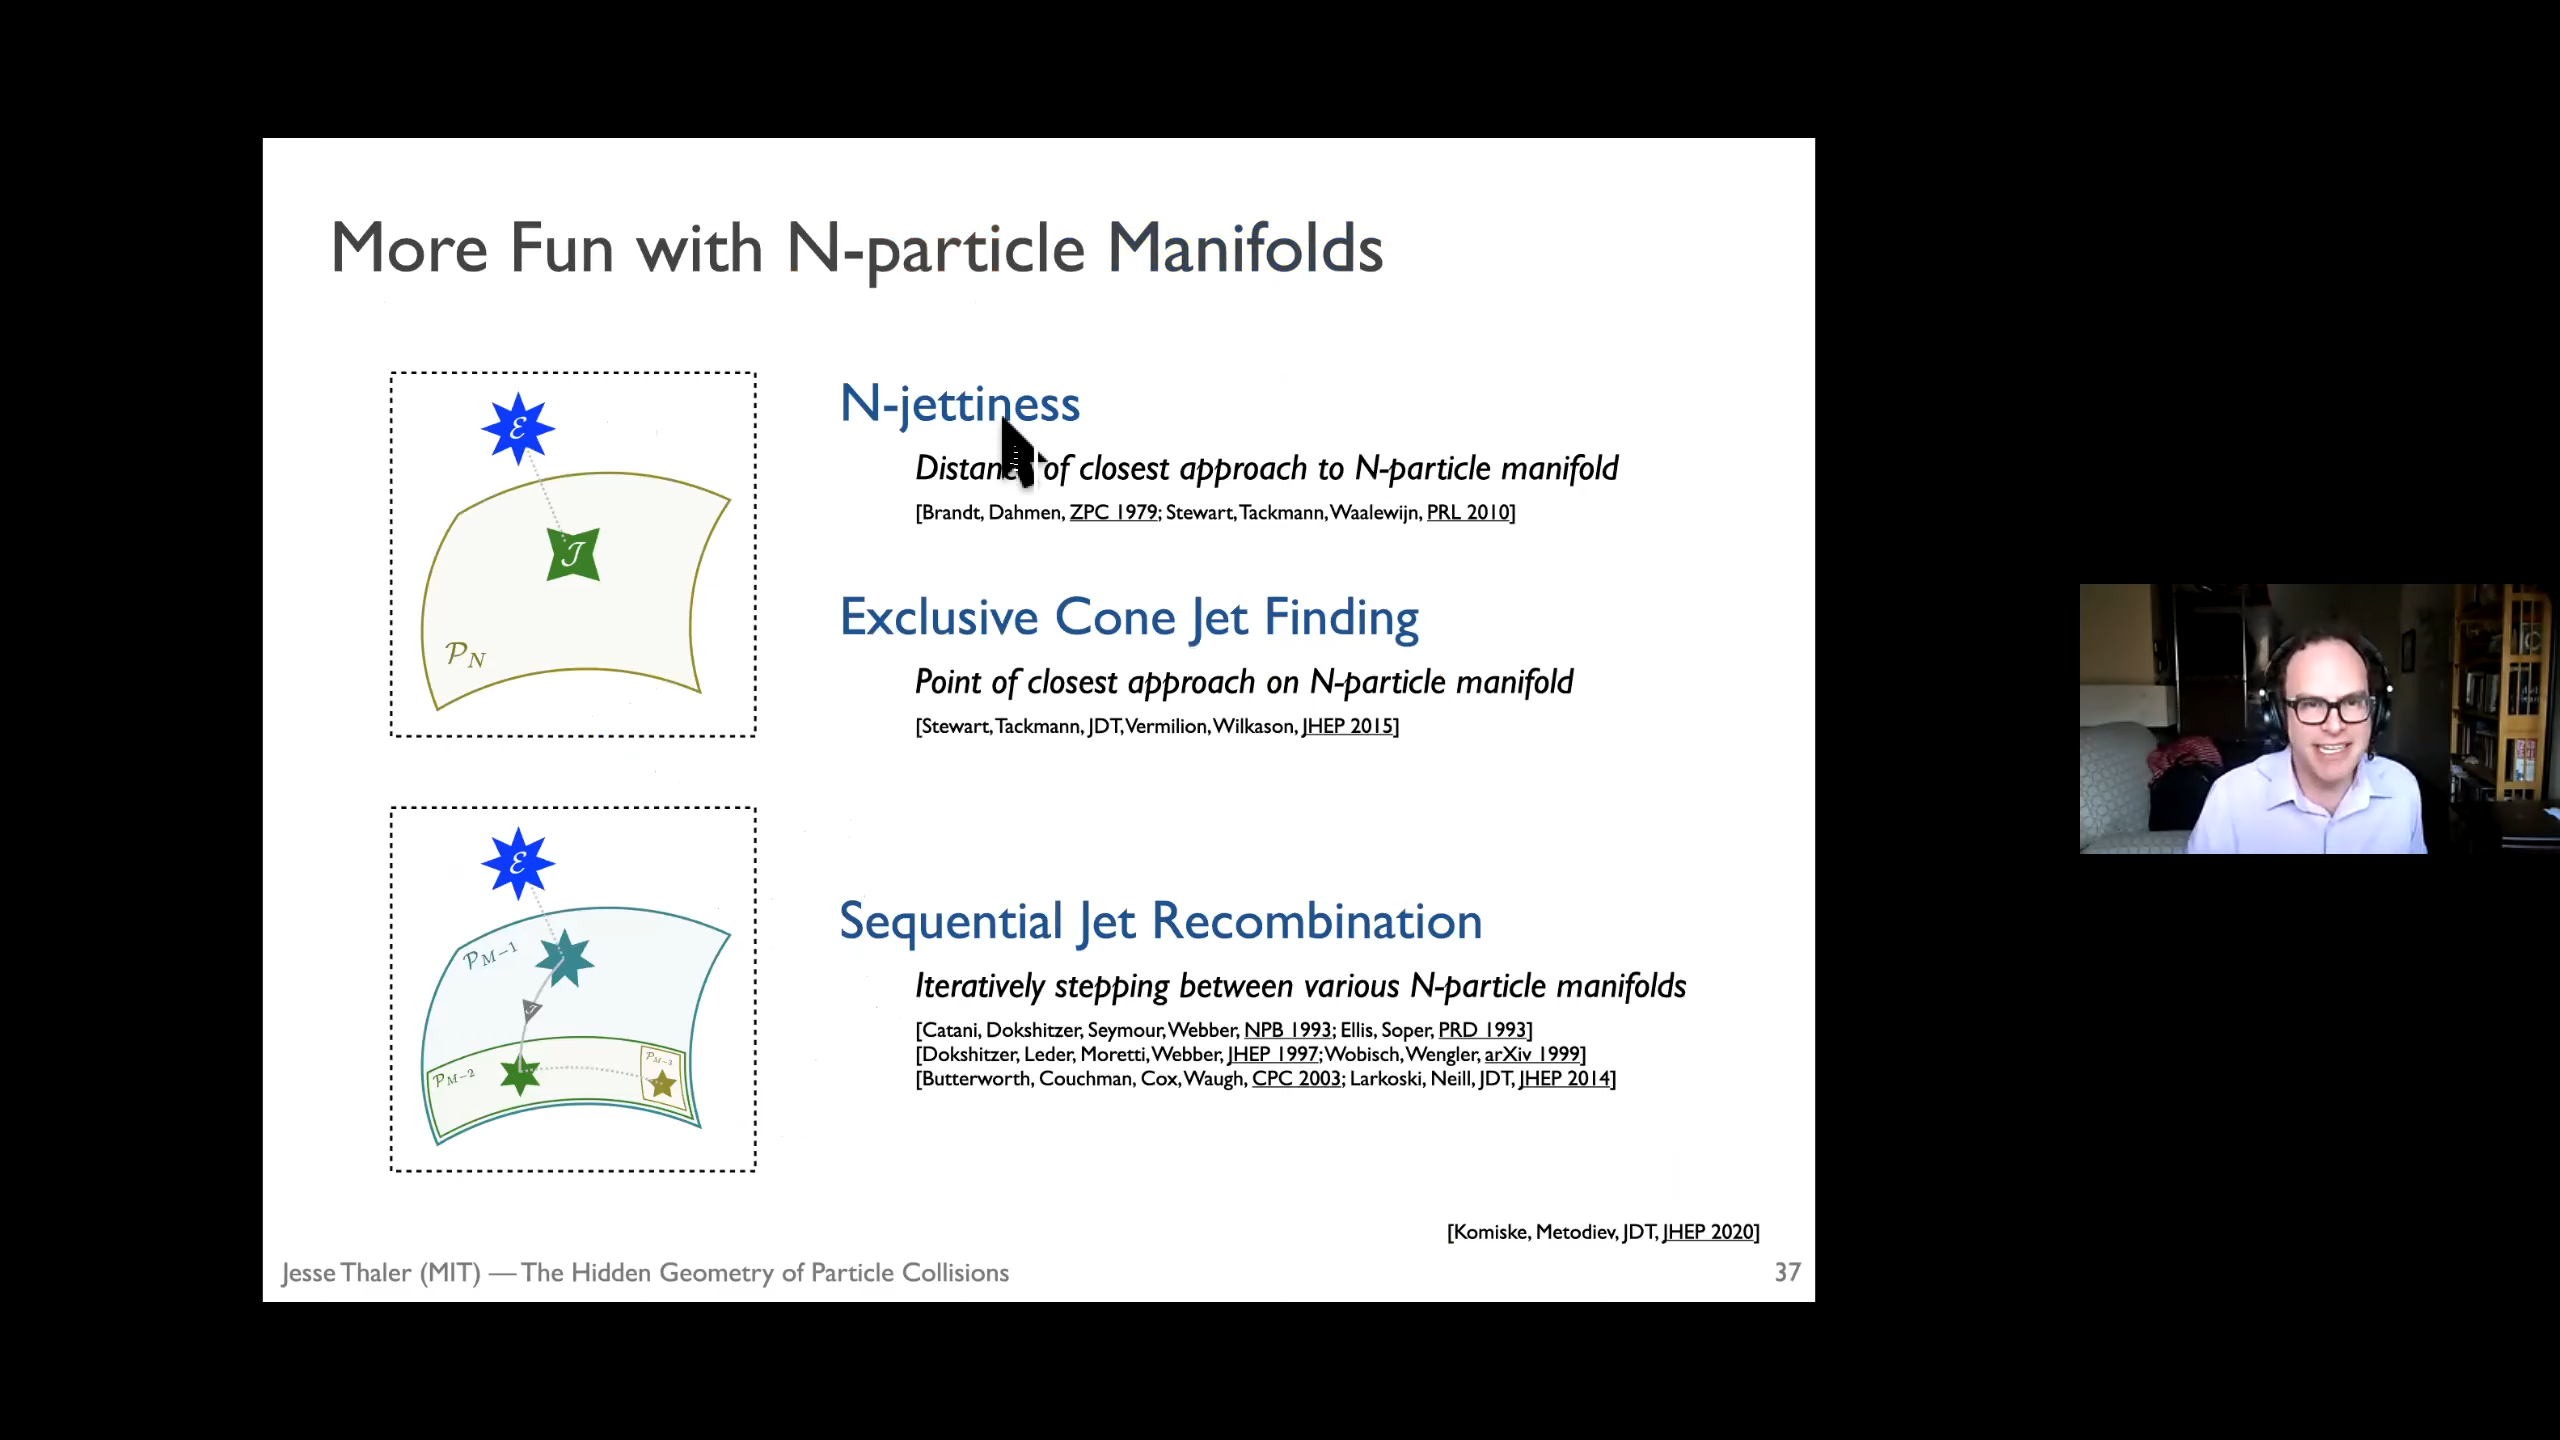 More Fun with N-particle Manifolds
ℰ
𝒥
𝒫N
N-jettiness
Distance of closest approach to N-particle manifold
[Brandt, Dahmen, ZPC 1979; Stewart, Tackmann, Waalewijn, PRL 2010]
Exclusive Cone Jet Finding
Point of closest approach on N-particle manifold
[Stewart, Tackmann, JDT, Vermilion, Wilkason, JHEP 2015]
ℰ
𝒫M−1
𝒫M−2
𝒫M−3
Sequential Jet Recombination
Iteratively stepping between various N-particle manifolds
[Catani, Dokshitzer, Seymour, Webber, NPB 1993; Ellis, Soper, PRD 1993]
[Dokshitzer, Leder, Moretti, Webber, JHEP 1997; Wobisch, Wengler, arXiv 1999]
[Butterworth, Couchman, Cox, Waugh, CPC 2003; Larkoski, Neill, JDT, JHEP 2014]
[Komiske, Metodiev, JDT, JHEP 2020]
Jesse Thaler (MIT) — The Hidden Geometry of Particle Collisions
37